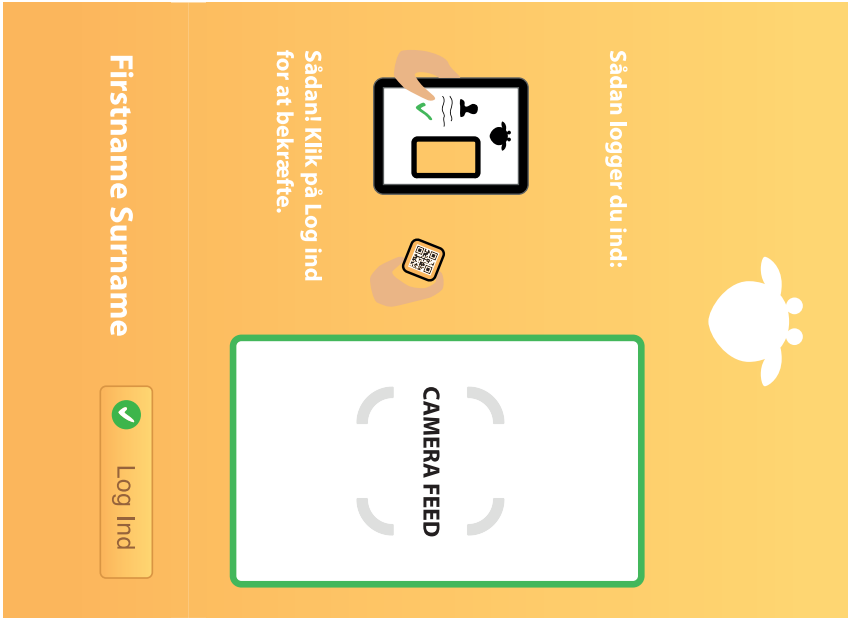 Sådan logger du ind:
Sådan! Klik på Log ind
for at bekræfte.
CAMERA FEED
Firstname Surname
Log Ind